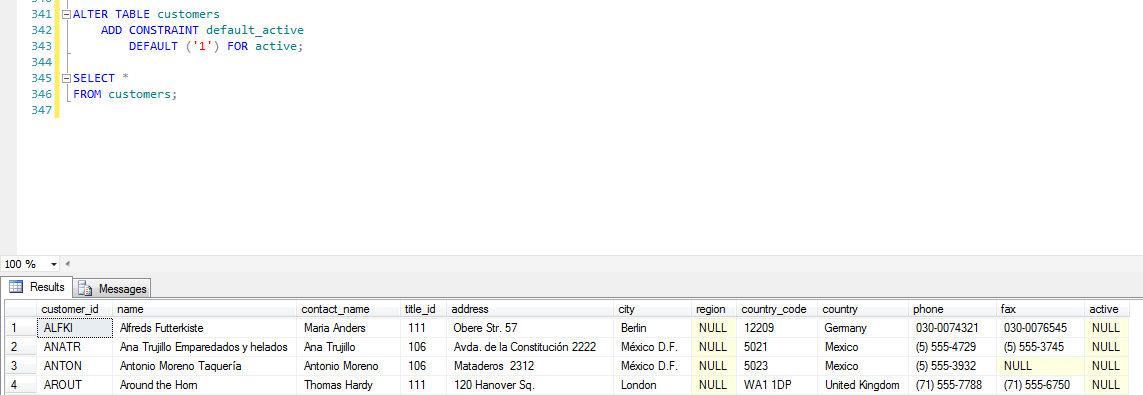 341 ALTER TABLE customers
342 ADD CONSTRAINT default_active
343 DEFAULT ('1') FOR active;
344
345 SELECT *
346 FROM customers;
347
100 %
Results Messages
customer_id name contact_name title_id address city region country_code country phone fax active
1 ALFKI Alfreds Futterkiste Maria Anders 111 Obere Str. 57 Berlin NULL 12209 Germany 030-0074321 030-0076545 NULL
2 ANATR Ana Trujillo Emparedados y helados Ana Trujillo 106 Avda. de la Constitución 2222 México D.F. NULL 5021 Mexico (5) 555-4729 (5) 555-3745 NULL
3 ANTON Antonio Moreno Taquería Antonio Moreno 106 Mataderos 2312 México D.F. NULL 5023 Mexico (5) 555-3932 NULL NULL
4 AROUT Around the Horn Thomas Hardy 111 120 Hanover Sq. London NULL WA1 1DP United Kingdom (71) 555-7788 (71) 555-6750 NULL